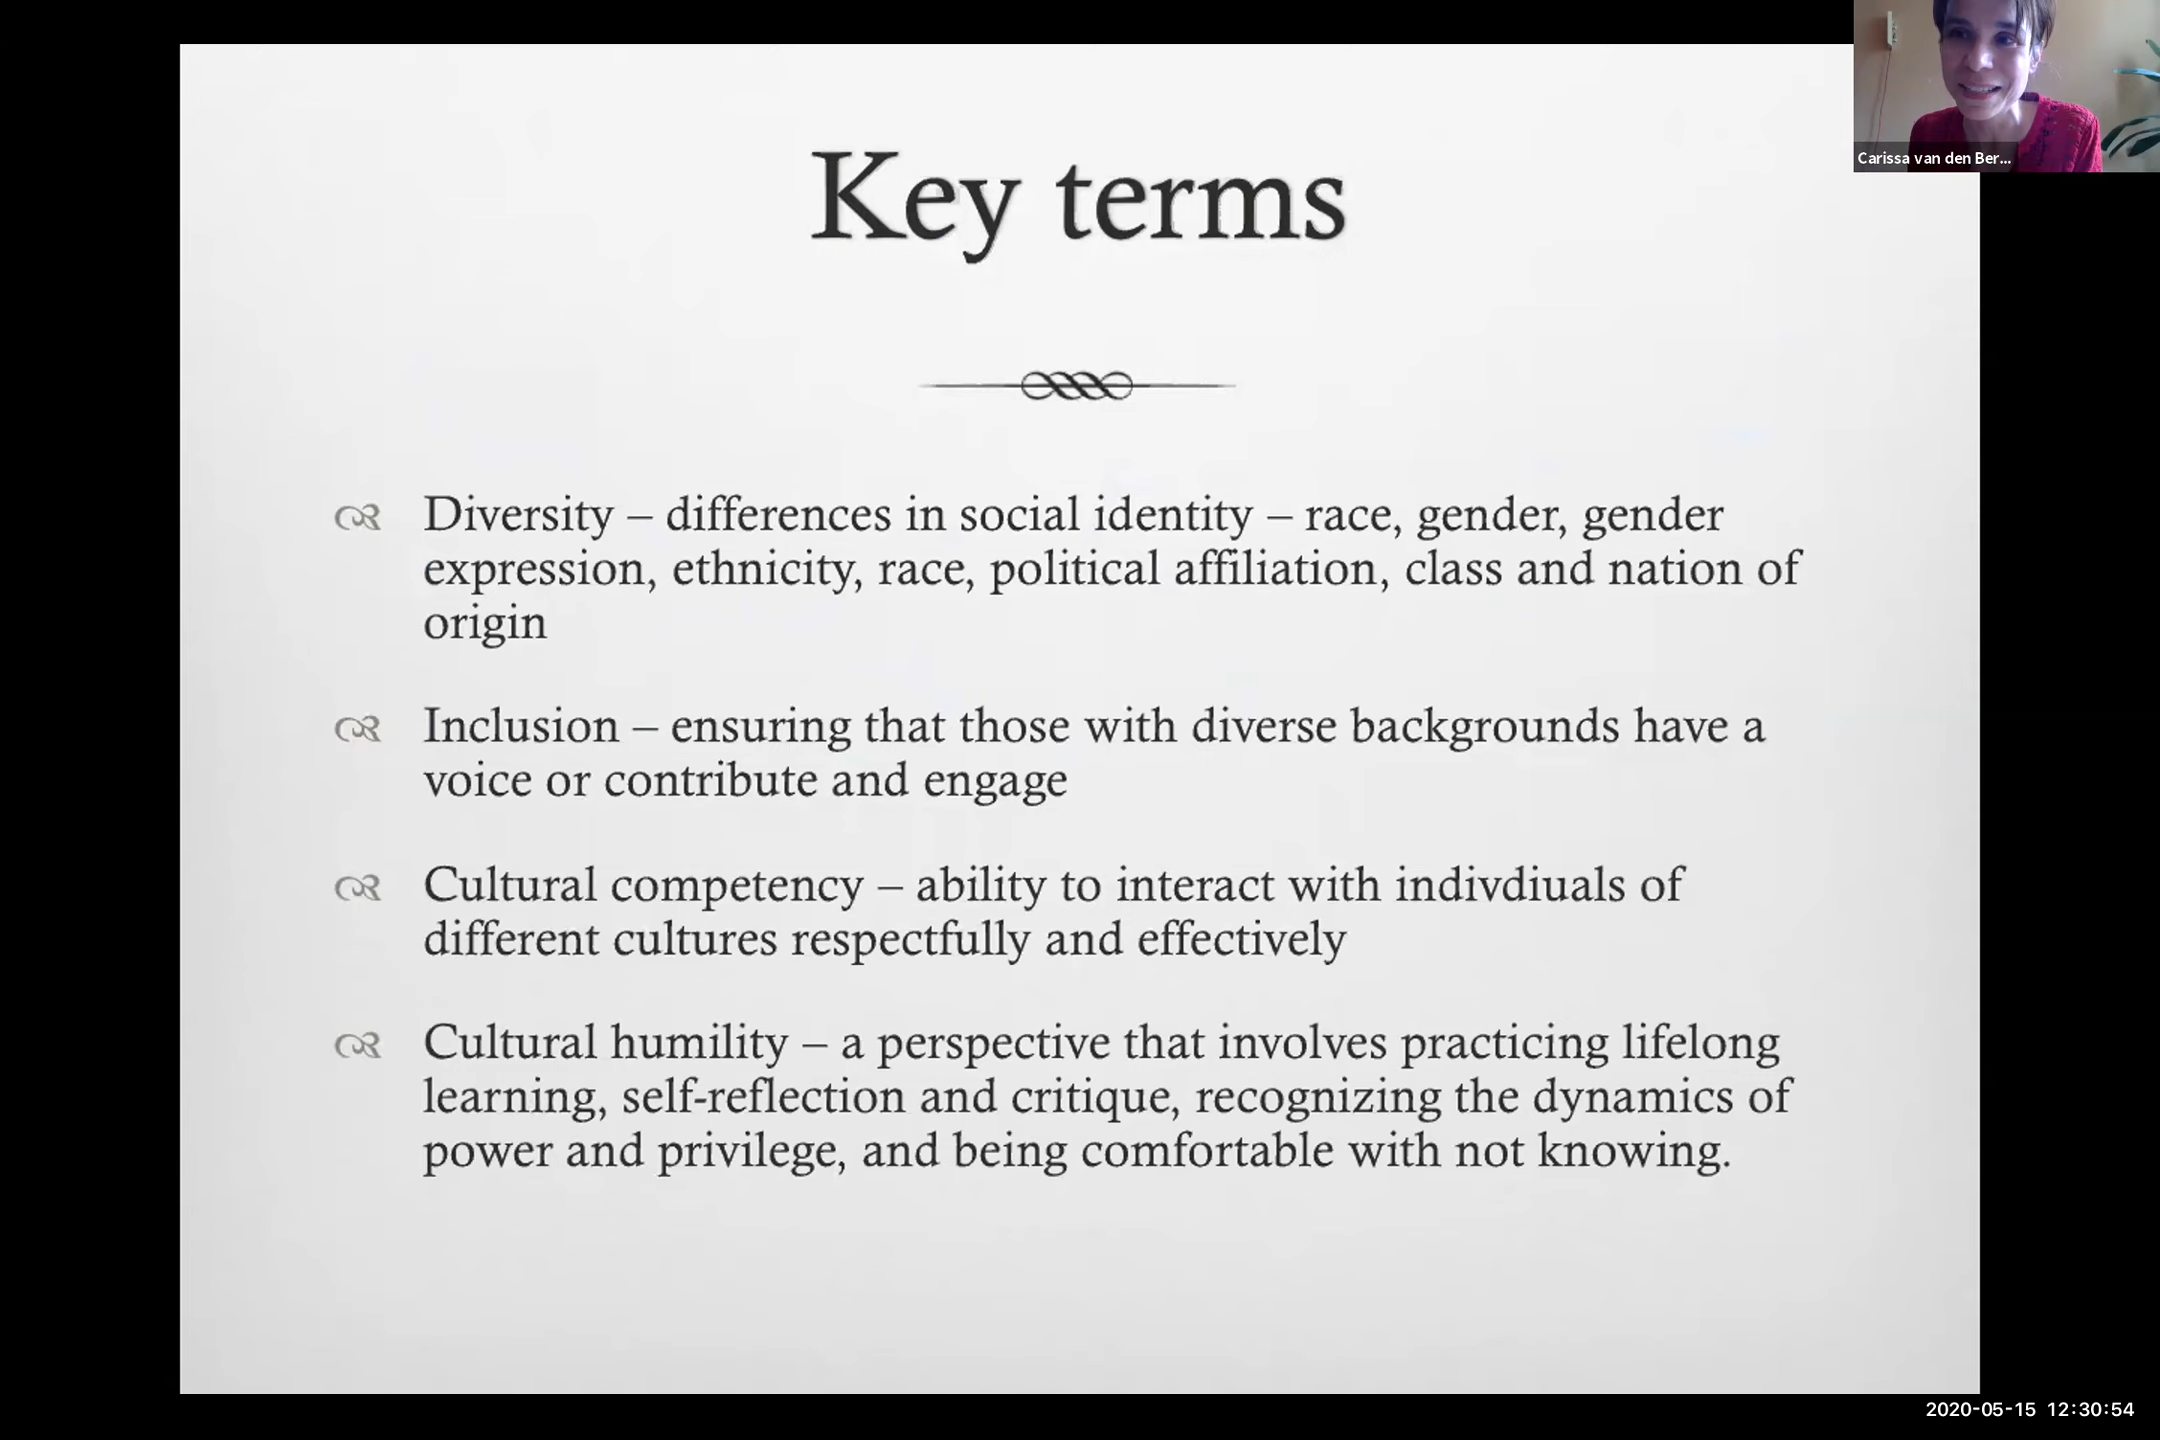 Carissa van den Ber...
Key terms
Diversity – differences in social identity – race, gender, gender
expression, ethnicity, race, political affiliation, class and nation of
origin
Inclusion – ensuring that those with diverse backgrounds have a
voice or contribute and engage
Cultural competency – ability to interact with indivdiuals of
different cultures respectfully and effectively
Cultural humility – a perspective that involves practicing lifelong
learning, self-reflection and critique, recognizing the dynamics of
power and privilege, and being comfortable with not knowing.
2020-05-15 12:30:54